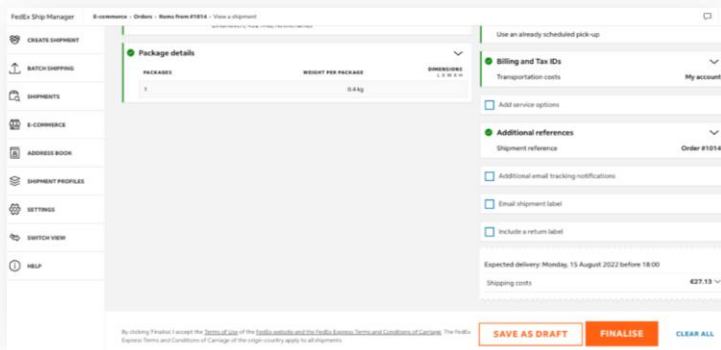 FedEx Ship Manager
E-commerce › Orders › Items from #1014 › View a shipment
CREATE SHIPMENT
BATCH SHIPPING
SHIPMENTS
E-COMMERCE
ADDRESS BOOK
SHIPMENT PROFILES
SETTINGS
SWITCH VIEW
HELP
Package details
PACKAGES WEIGHT PER PACKAGE DIMENSIONS
L x W x H
1 0.4 kg
Use an already scheduled pick-up
Billing and Tax IDs
Transportation costs My account
Add service options
Additional references
Shipment reference Order #1014
Additional email tracking notifications
Email shipment label
Include a return label
Expected delivery: Monday, 15 August 2022 before 18:00
Shipping costs €27.13
By clicking Finalise, I accept the Terms of Use of the FedEx website and the FedEx Express Terms and Conditions of Carriage. The FedEx
Express Terms and Conditions of Carriage of the origin country apply to all shipments.
SAVE AS DRAFT
FINALISE
CLEAR ALL